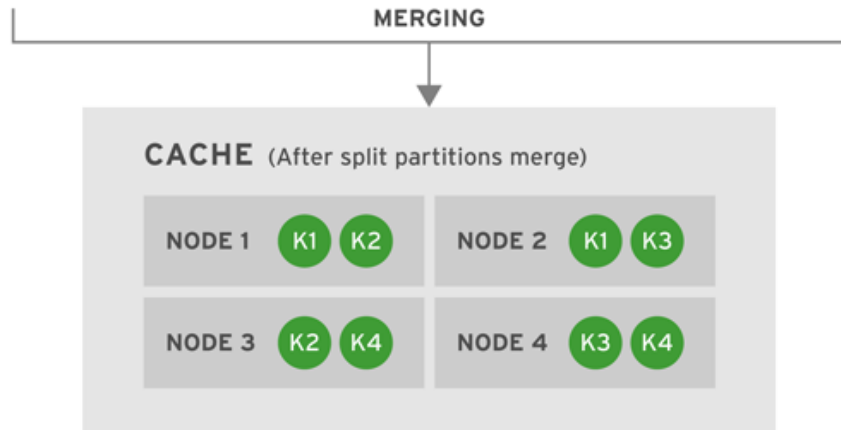 MERGING
CACHE (After split partitions merge)
NODE 1 K1 K2
NODE 2 K1 K3
NODE 3 K2 K4
NODE 4 K3 K4